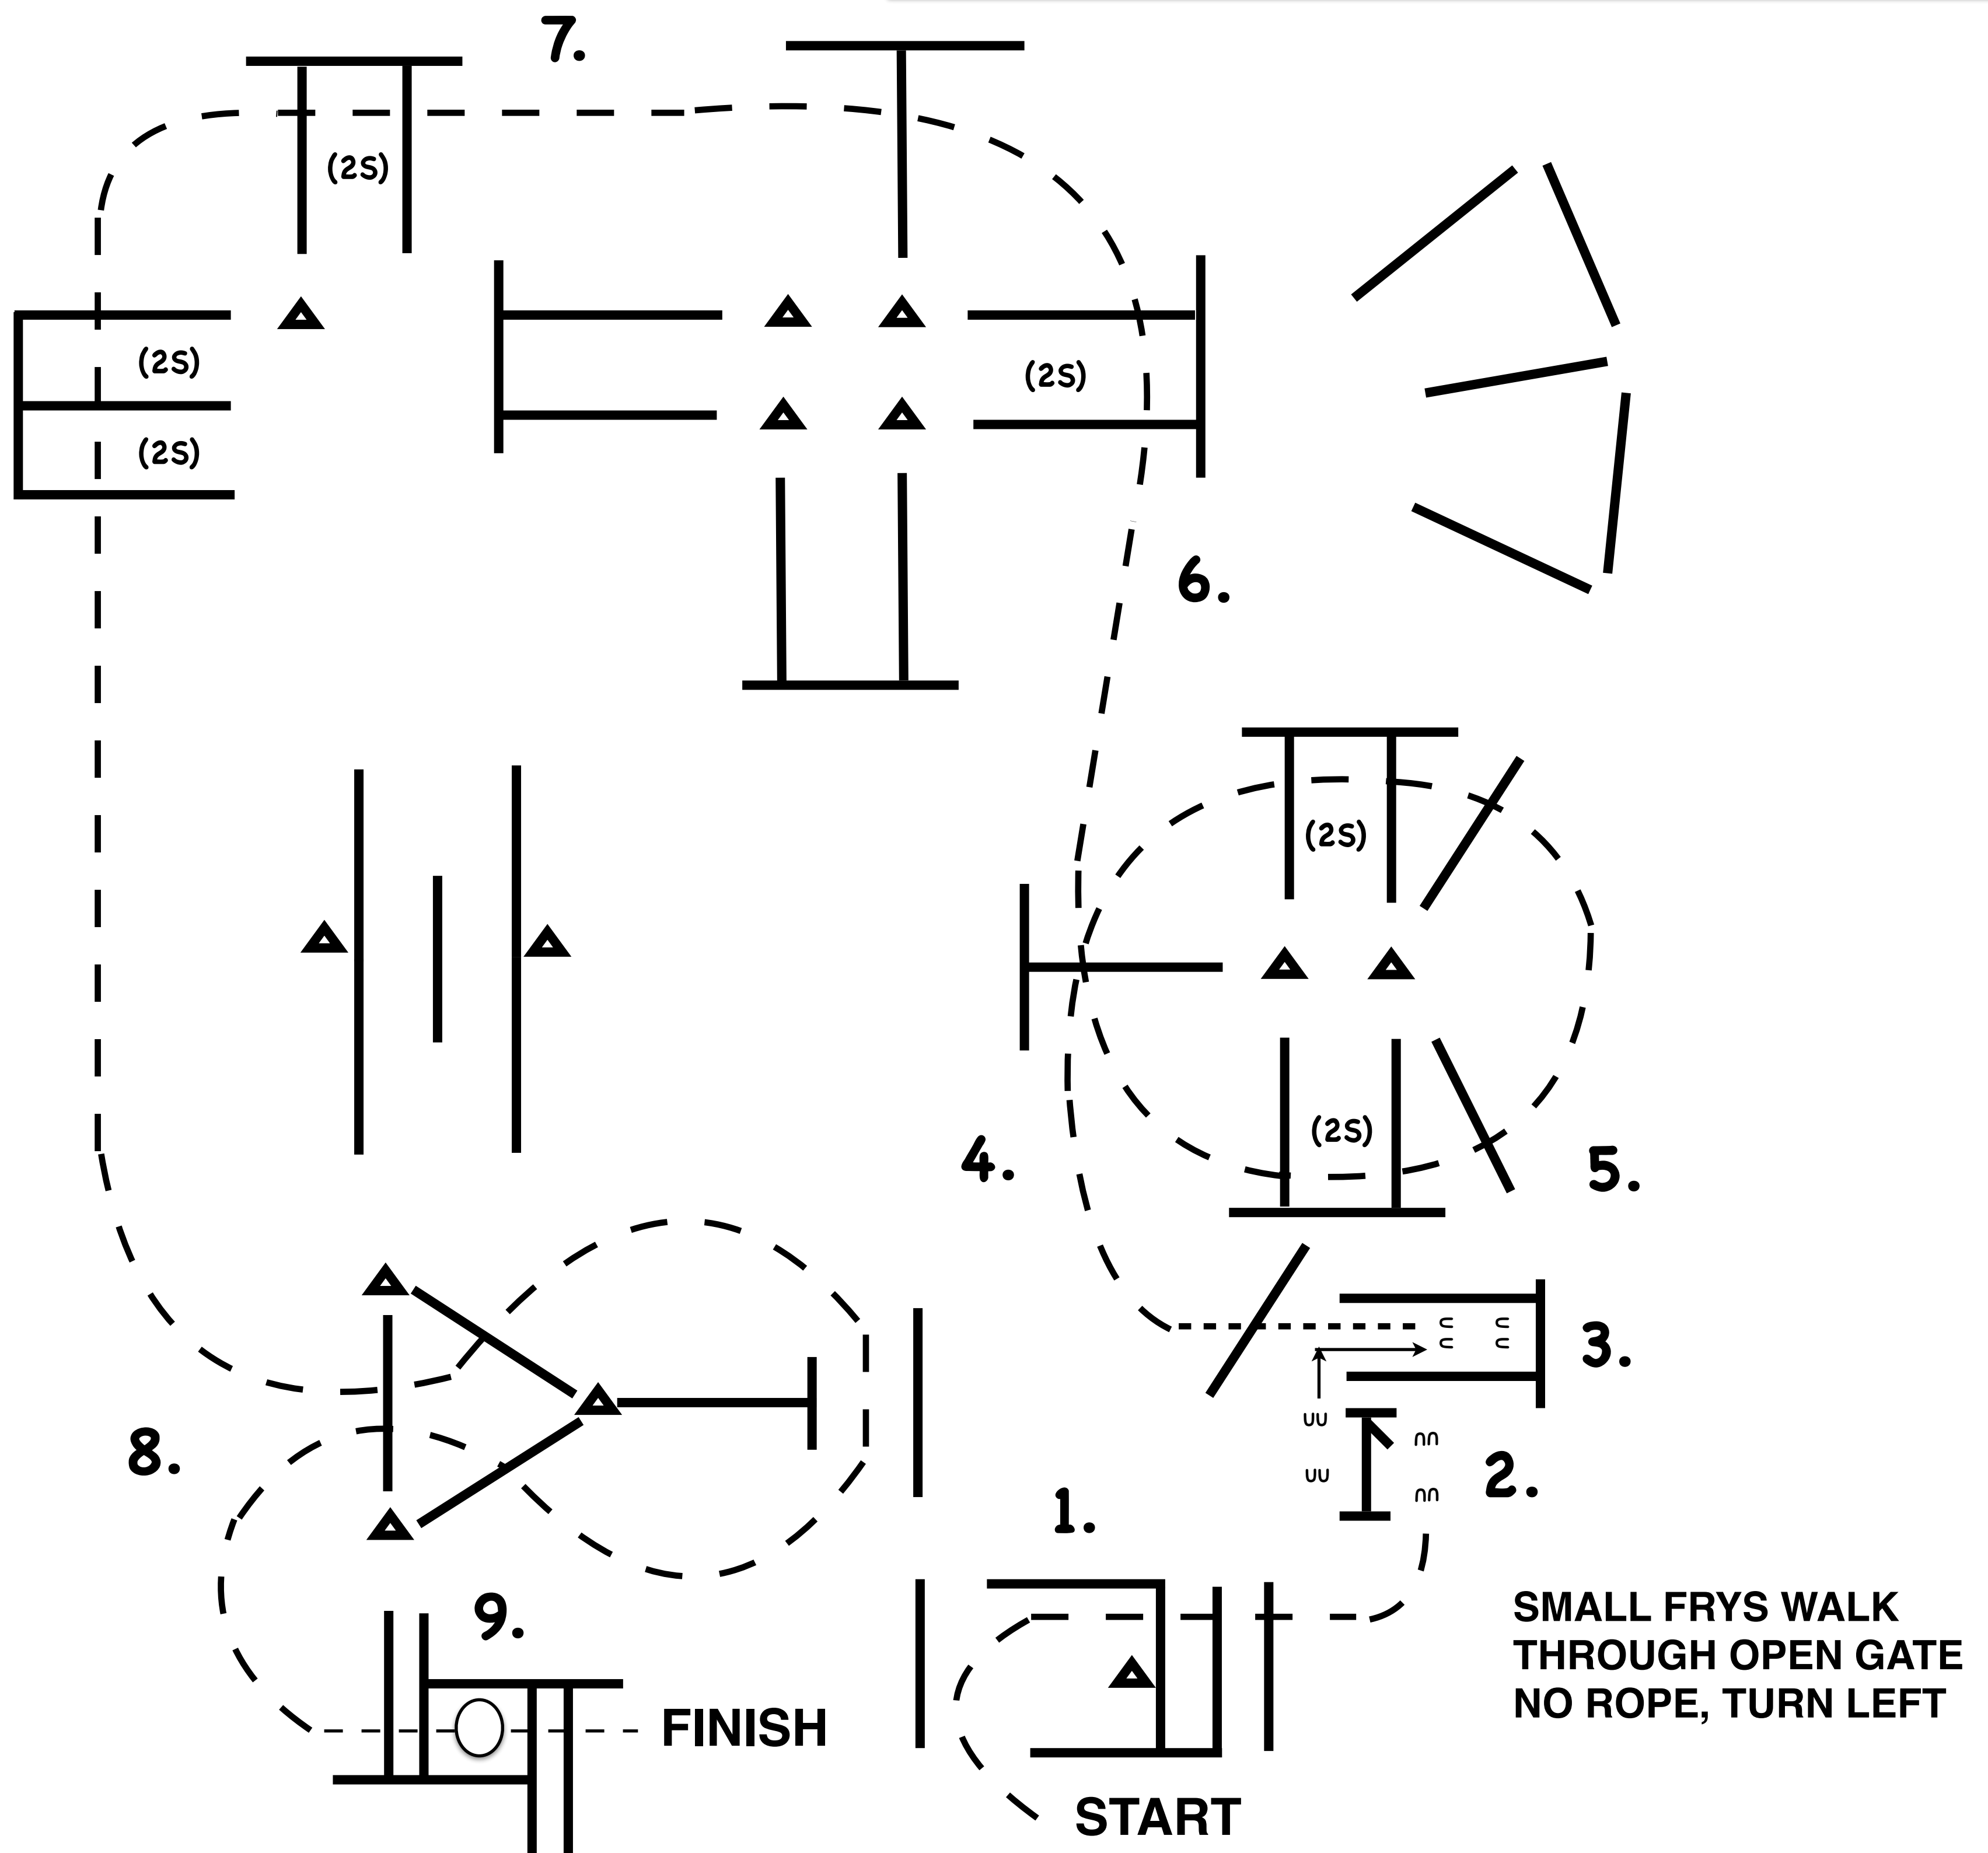 7.
(2S)
(2S)
(2S)
(2S)
6.
(2S)
4.
(2S)
5.
3.
8.
2.
1.
9.
SMALL FRYS WALK
THROUGH OPEN GATE
NO ROPE, TURN LEFT
FINISH
START